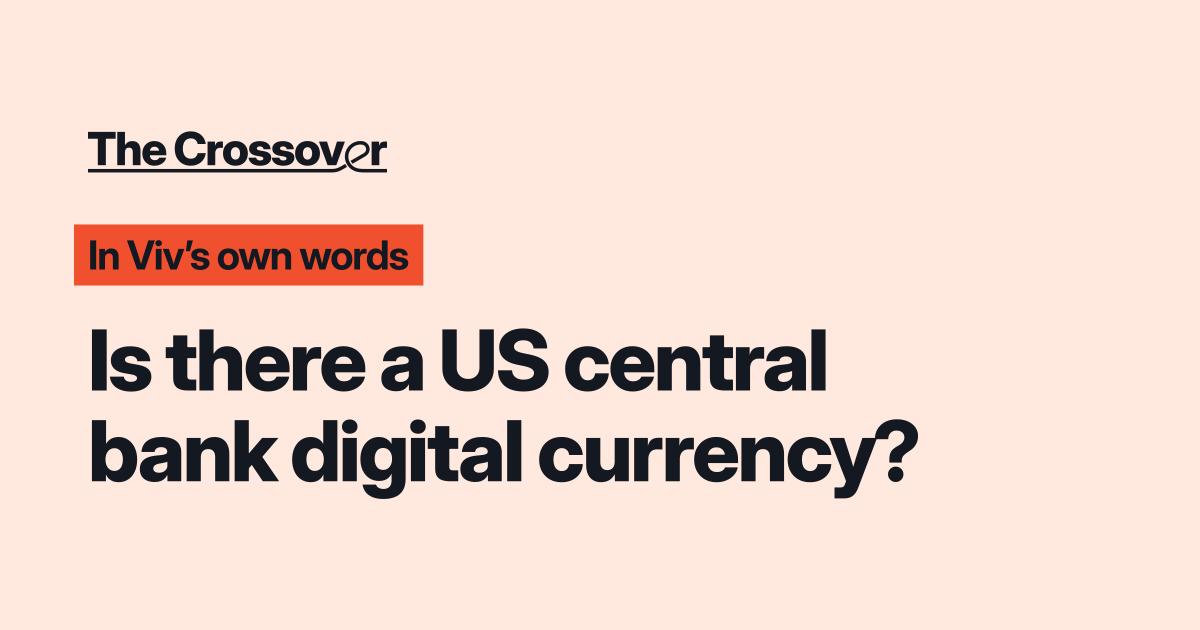 The Crossover
In Viv’s own words
Is there a US central
bank digital currency?